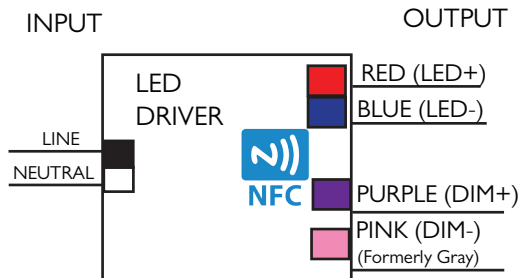 INPUT
OUTPUT
LED
DRIVER
LINE
NEUTRAL
NFC
RED (LED+)
BLUE (LED-)
PURPLE (DIM+)
PINK (DIM-)
(Formerly Gray)